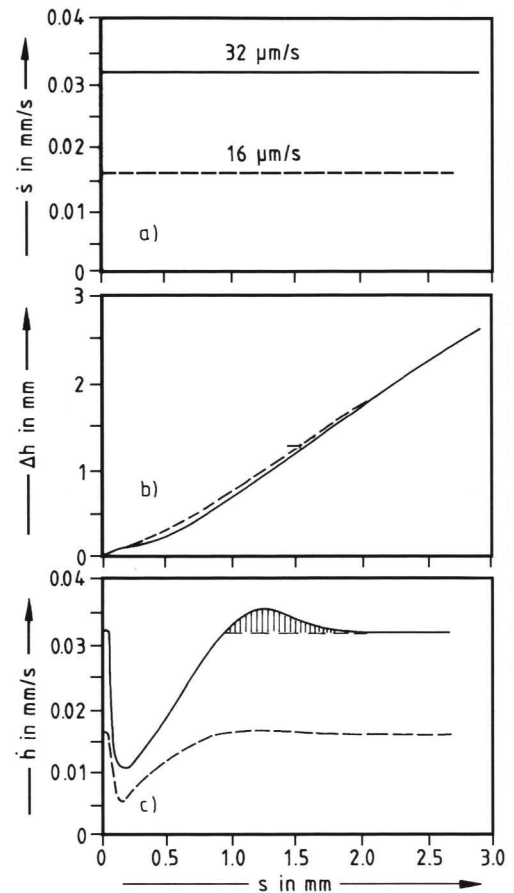 0.04
0.03
0.02
0.01
0
ṡ in mm/s
32 µm/s
16 µm/s
a)
3
2
1
0
Δh in mm
b)
0.04
0.03
0.02
0.01
0
ḣ in mm/s
c)
0 0.5 1.0 1.5 2.0 2.5 3.0
s in mm